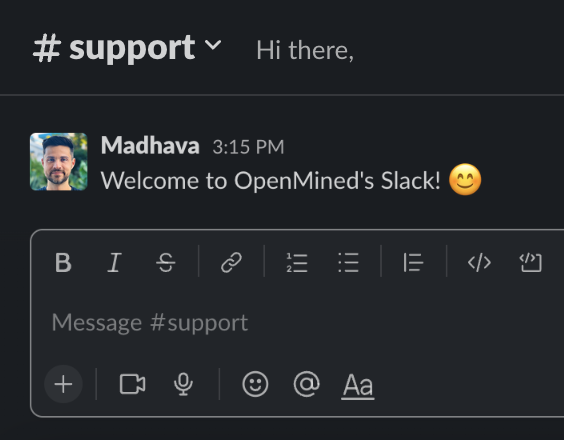 # support Hi there,
Madhava 3:15 PM
Welcome to OpenMined's Slack! 😊
B I S
Message #support
Aa